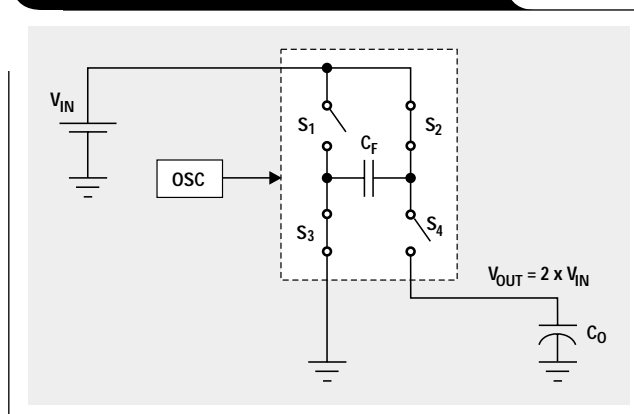 V_IN
S_1
S_2
C_F
OSC
S_3
S_4
V_OUT = 2 x V_IN
C_O